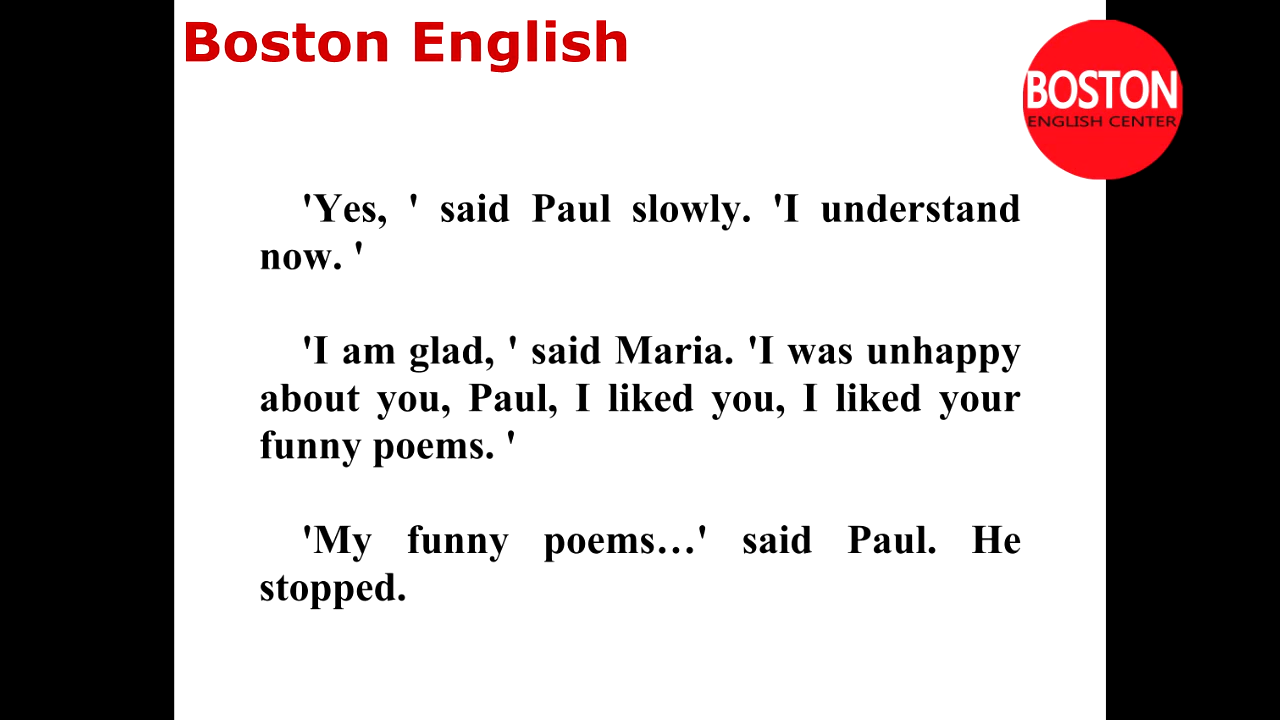 Boston English
BOSTON
ENGLISH CENTER
'Yes, ' said Paul slowly. 'I understand
now. '
'I am glad, ' said Maria. 'I was unhappy
about you, Paul, I liked you, I liked your
funny poems. '
'My funny poems…' said Paul. He
stopped.